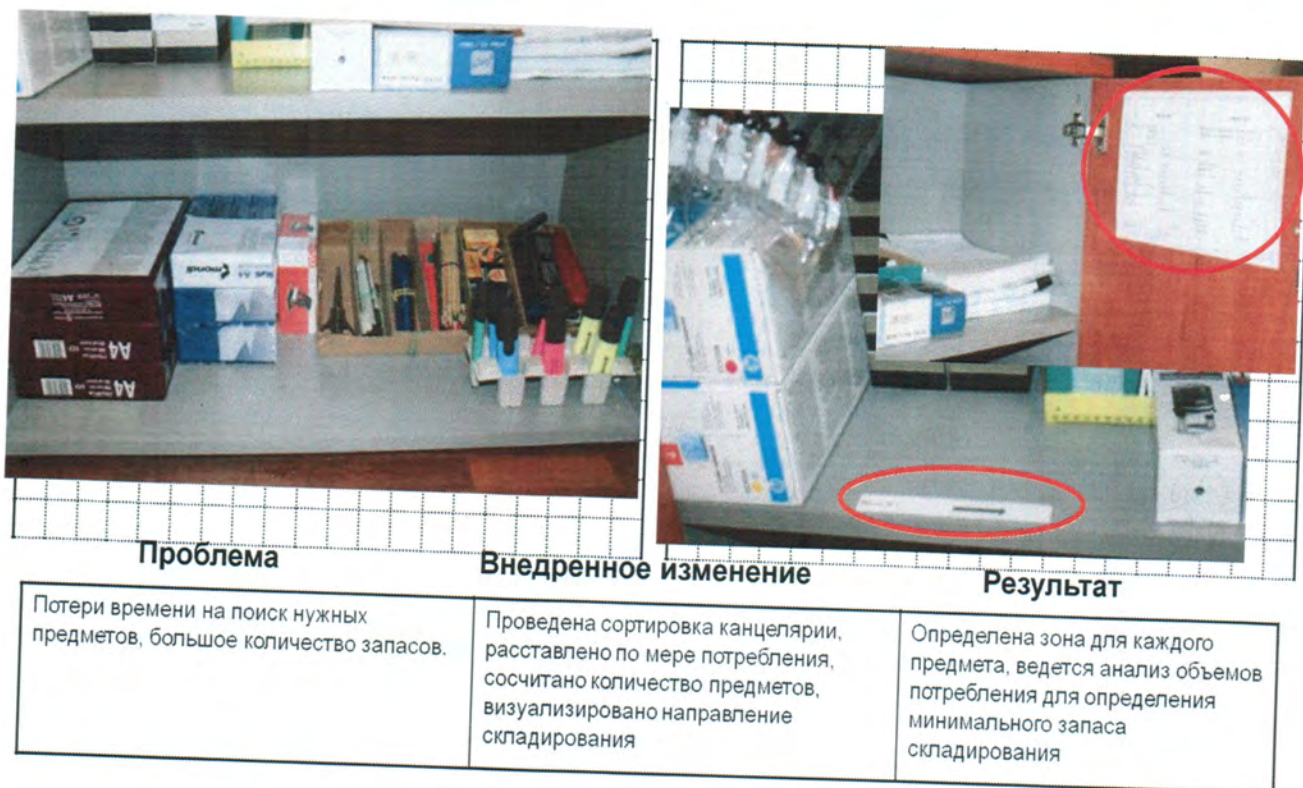 mondi
A4
A4
Проблема
Внедренное изменение
Результат
Потери времени на поиск нужных
предметов, большое количество запасов.
Проведена сортировка канцелярии,
расставлено по мере потребления,
сосчитано количество предметов,
визуализировано направление
складирования
Определена зона для каждого
предмета, ведется анализ объемов
потребления для определения
минимального запаса
складирования